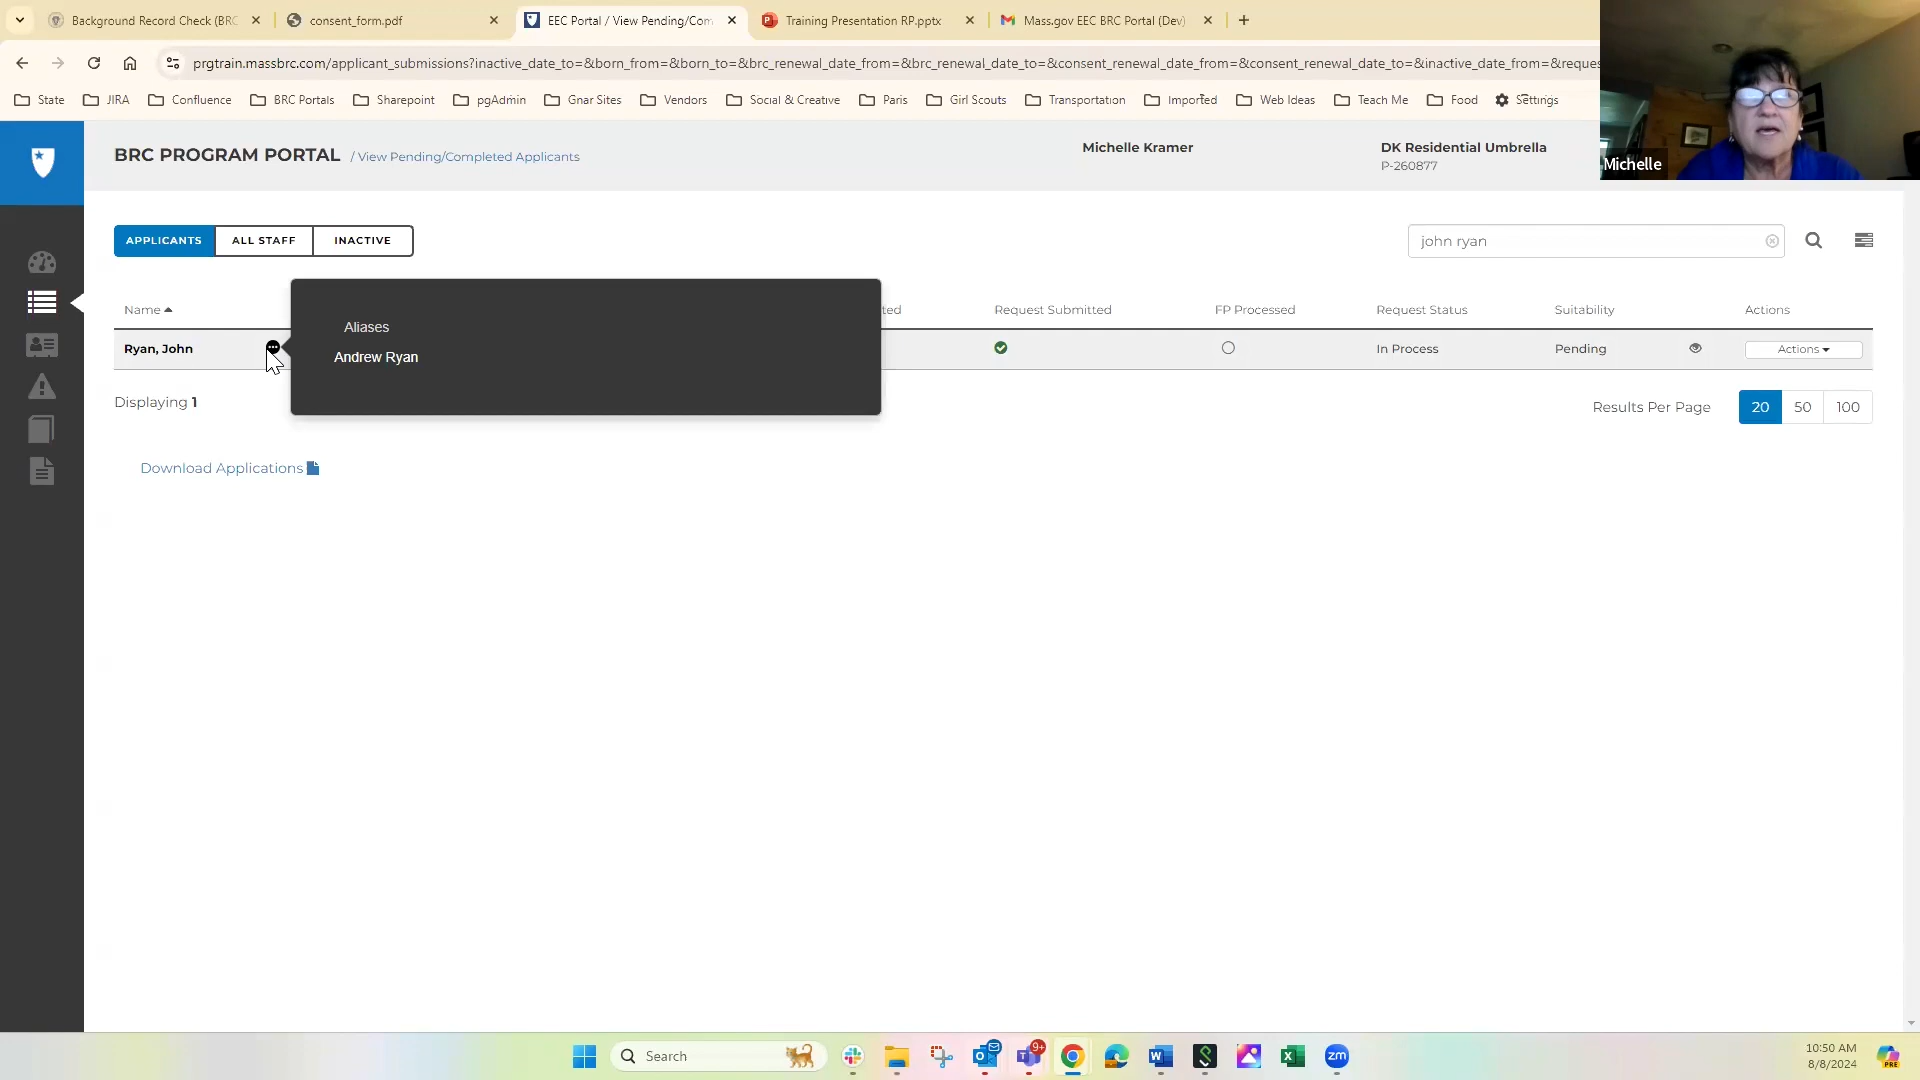 Background Record Check (BRC
consent_form.pdf
EEC Portal / View Pending/Com
Training Presentation RP.pptx
Mass.gov EEC BRC Portal (Dev)
prgtrain.massbrc.com/applicant_submissions?inactive_date_to=&born_from=&born_to=&brc_renewal_date_from=&brc_renewal_date_to=&consent_renewal_date_from=&consent_renewal_date_to=&inactive_date_from=&reques
State
JIRA
Confluence
BRC Portals
Sharepoint
pgAdmin
Gnar Sites
Vendors
Social & Creative
Paris
Girl Scouts
Transportation
Imported
Web Ideas
Teach Me
Food
Settings
BRC PROGRAM PORTAL / View Pending/Completed Applicants
Michelle Kramer
DK Residential Umbrella
P-260877
Michelle
APPLICANTS
ALL STAFF
INACTIVE
john ryan
Name
ted
Request Submitted
FP Processed
Request Status
Suitability
Actions
Aliases
Andrew Ryan
Ryan, John
In Process
Pending
Actions
Displaying 1
Results Per Page
20
50
100
Download Applications
Search
9+
zm
10:50 AM
8/8/2024
PRE